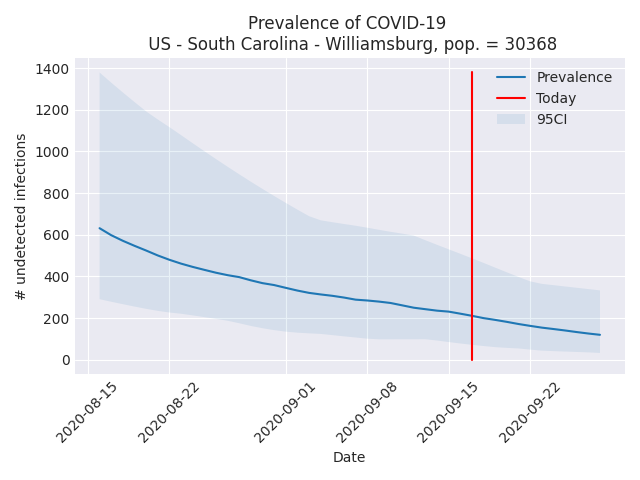 Prevalence of COVID-19
US - South Carolina - Williamsburg, pop. = 30368
1400
1200
1000
800
600
400
200
0
# undetected infections
Prevalence
Today
95CI
2020-08-15
2020-08-22
2020-09-01
2020-09-08
2020-09-15
2020-09-22
Date